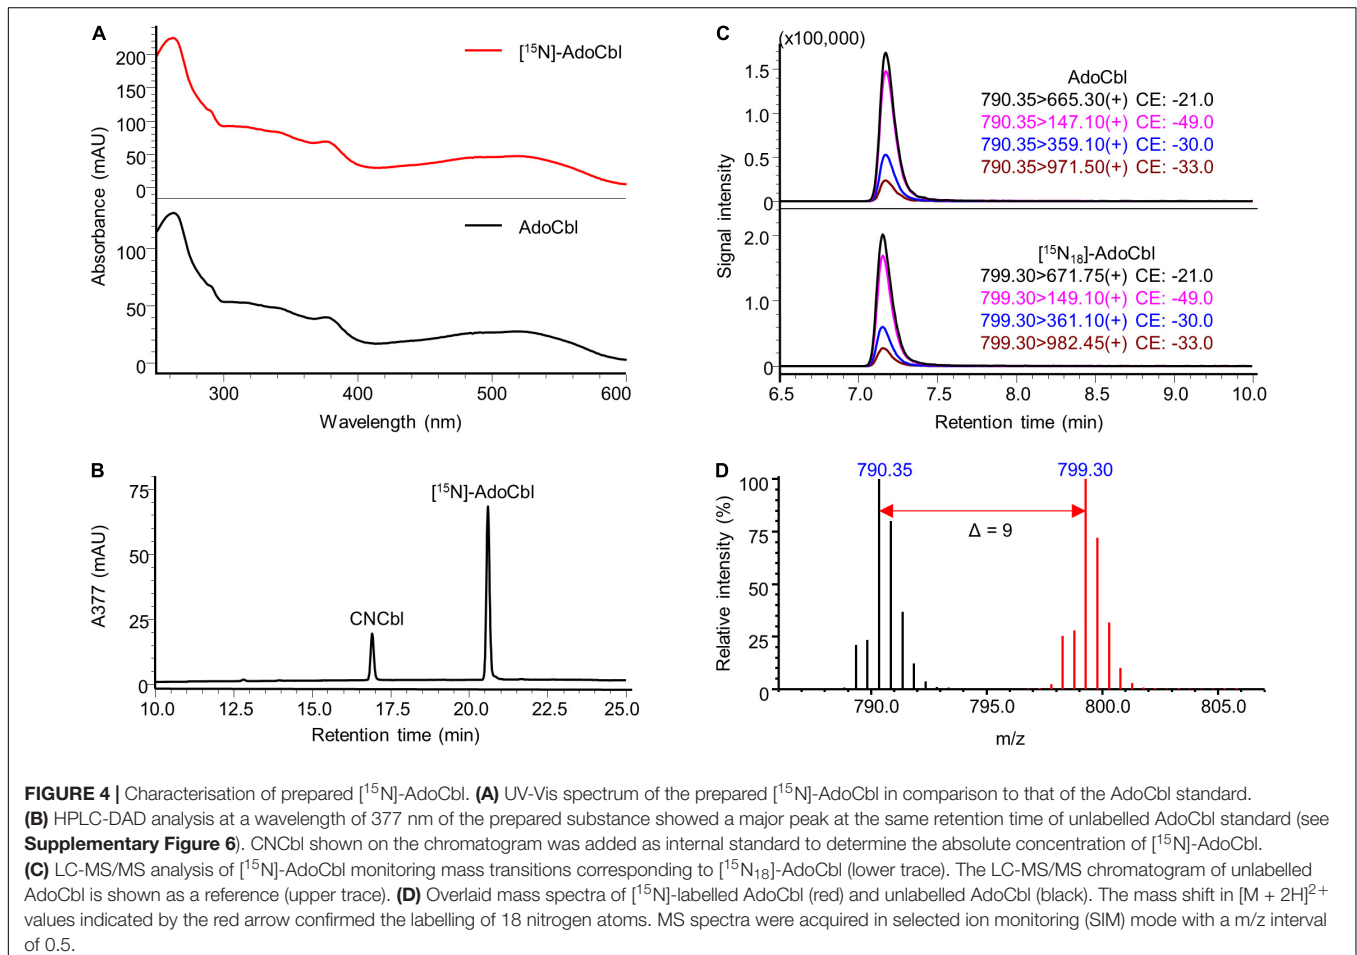 A
200
150
100
50
0
[15N]-AdoCbl
100
50
0
AdoCbl
Absorbance (mAU)
300 400 500 600
Wavelength (nm)
C
(x100,000)
1.5
1.0
0.5
0
AdoCbl
790.35>665.30(+) CE: -21.0
790.35>147.10(+) CE: -49.0
790.35>359.10(+) CE: -30.0
790.35>971.50(+) CE: -33.0
2.0
1.0
0
[15N18]-AdoCbl
799.30>671.75(+) CE: -21.0
799.30>149.10(+) CE: -49.0
799.30>361.10(+) CE: -30.0
799.30>982.45(+) CE: -33.0
Signal intensity
6.5 7.0 7.5 8.0 8.5 9.0 9.5 10.0
Retention time (min)
B
75
50
25
0
CNCbl
[15N]-AdoCbl
A377 (mAU)
10.0 12.5 15.0 17.5 20.0 22.5 25.0
Retention time (min)
D
790.35 799.30
100
75
50
25
0
Δ = 9
Relative intensity (%)
790.0 795.0 800.0 805.0
m/z
FIGURE 4 | Characterisation of prepared [15N]-AdoCbl. (A) UV-Vis spectrum of the prepared [15N]-AdoCbl in comparison to that of the AdoCbl standard.
(B) HPLC-DAD analysis at a wavelength of 377 nm of the prepared substance showed a major peak at the same retention time of unlabelled AdoCbl standard (see
Supplementary Figure 6). CNCbl shown on the chromatogram was added as internal standard to determine the absolute concentration of [15N]-AdoCbl.
(C) LC-MS/MS analysis of [15N]-AdoCbl monitoring mass transitions corresponding to [15N18]-AdoCbl (lower trace). The LC-MS/MS chromatogram of unlabelled
AdoCbl is shown as a reference (upper trace). (D) Overlaid mass spectra of [15N]-labelled AdoCbl (red) and unlabelled AdoCbl (black). The mass shift in [M + 2H]2+
values indicated by the red arrow confirmed the labelling of 18 nitrogen atoms. MS spectra were acquired in selected ion monitoring (SIM) mode with a m/z interval
of 0.5.